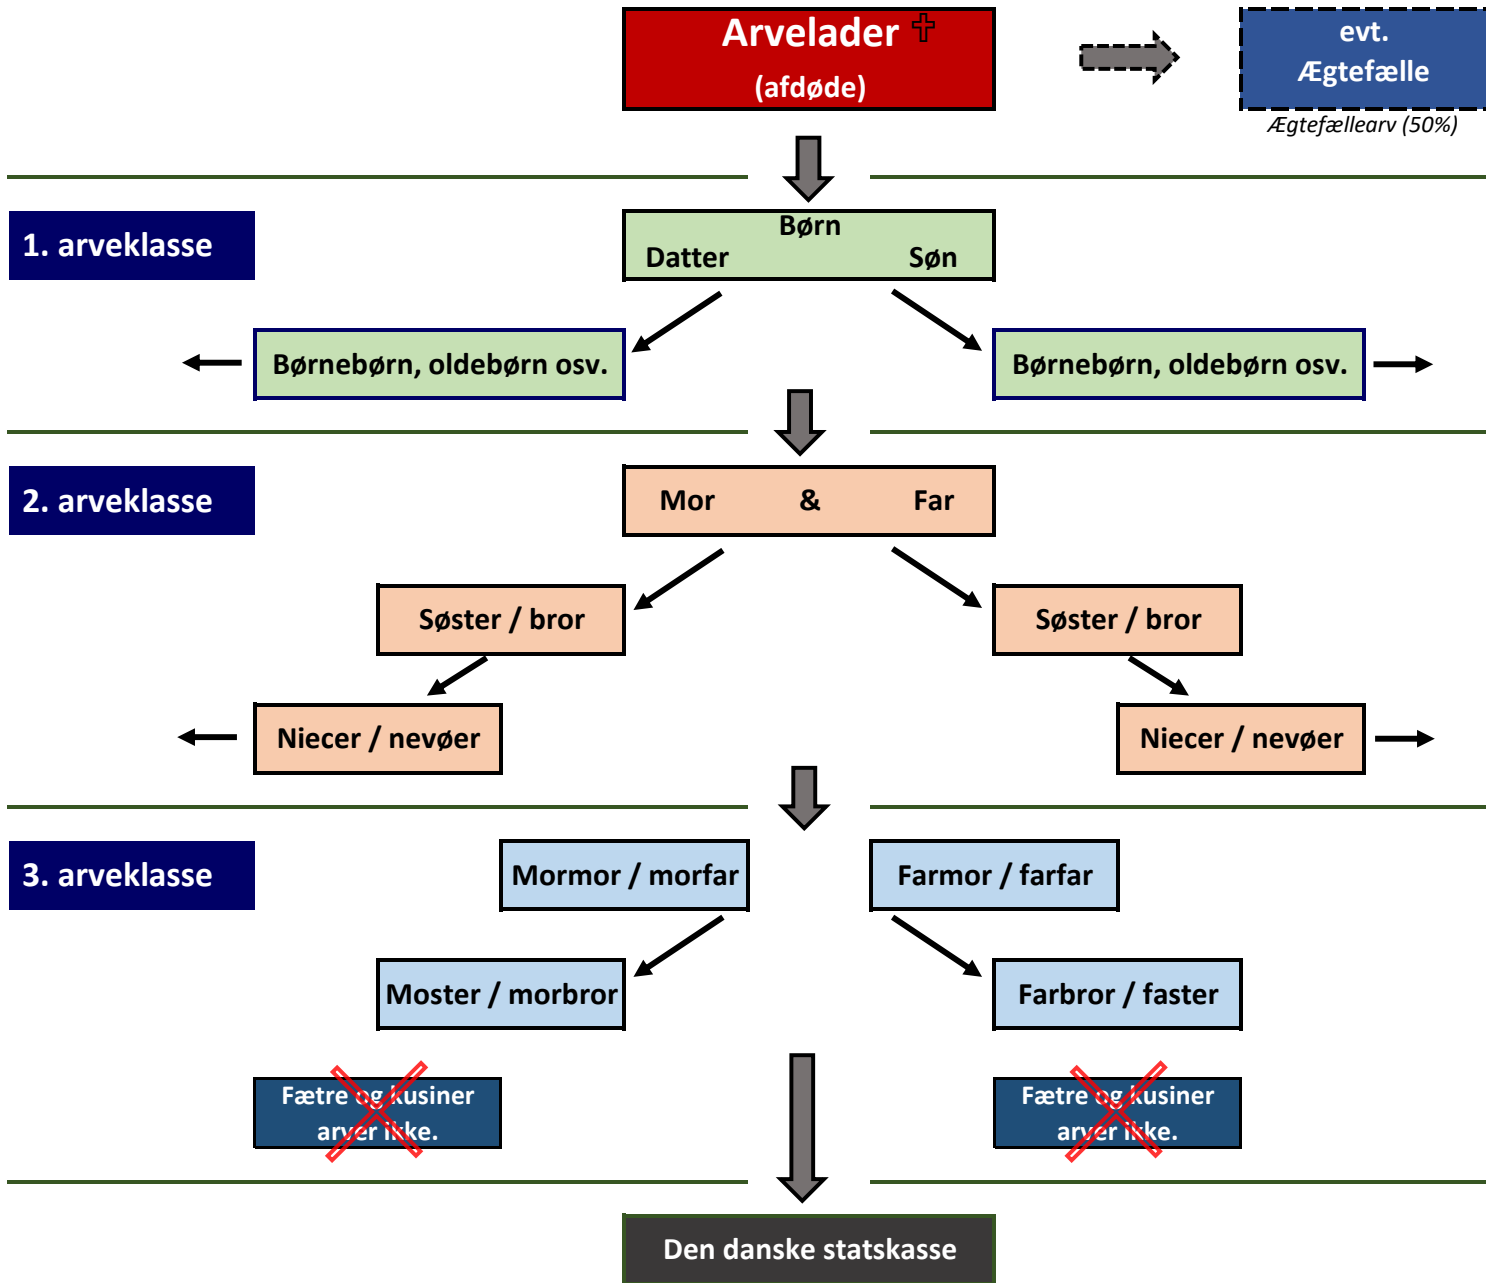 Arvelader ✞
(afdøde)
evt.
Ægtefælle
Ægtefællearv (50%)
1. arveklasse
Børn
Datter Søn
Børnebørn, oldebørn osv.
Børnebørn, oldebørn osv.
2. arveklasse
Mor & Far
Søster / bror
Søster / bror
Niecer / nevøer
Niecer / nevøer
3. arveklasse
Mormor / morfar
Farmor / farfar
Moster / morbror
Farbror / faster
Fætre og kusiner
arver ikke.
Fætre og kusiner
arver ikke.
Den danske statskasse